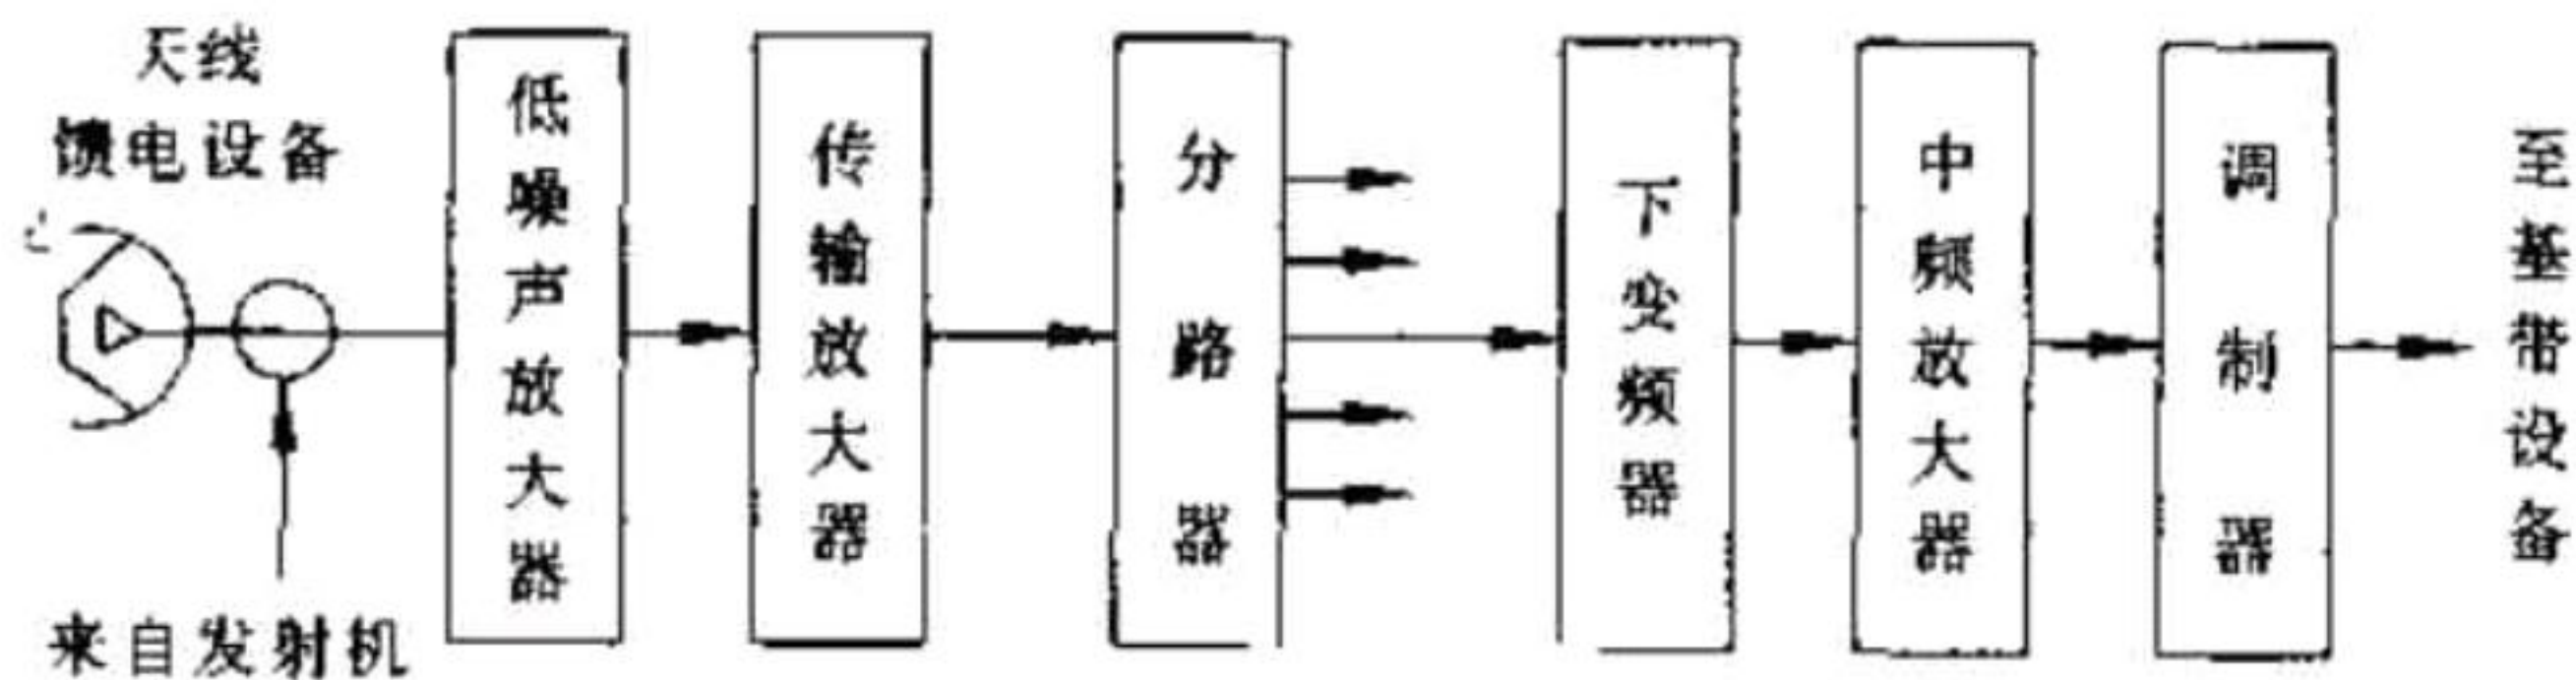 天线
馈电设备
来自发射机
低噪声放大器
传输放大器
分路器
下变频器
中频放大器
调制器
至基带设备